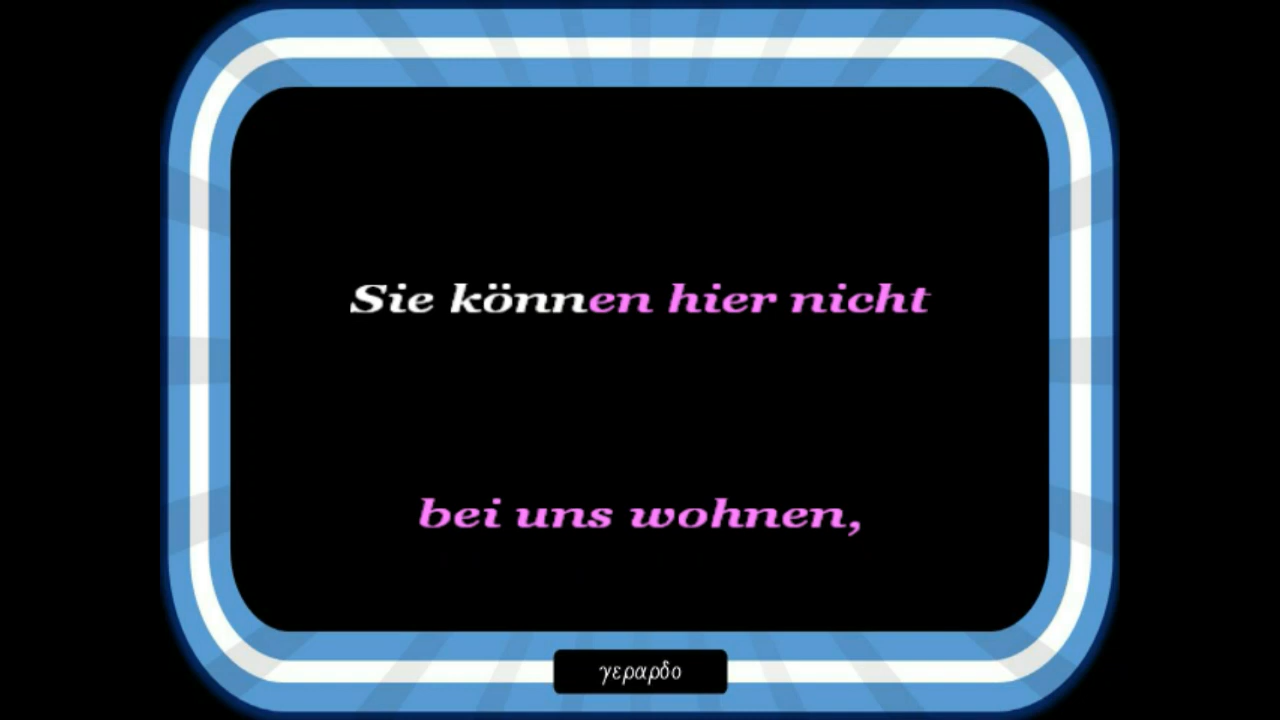 Sie können hier nicht
bei uns wohnen,
γεραρδο